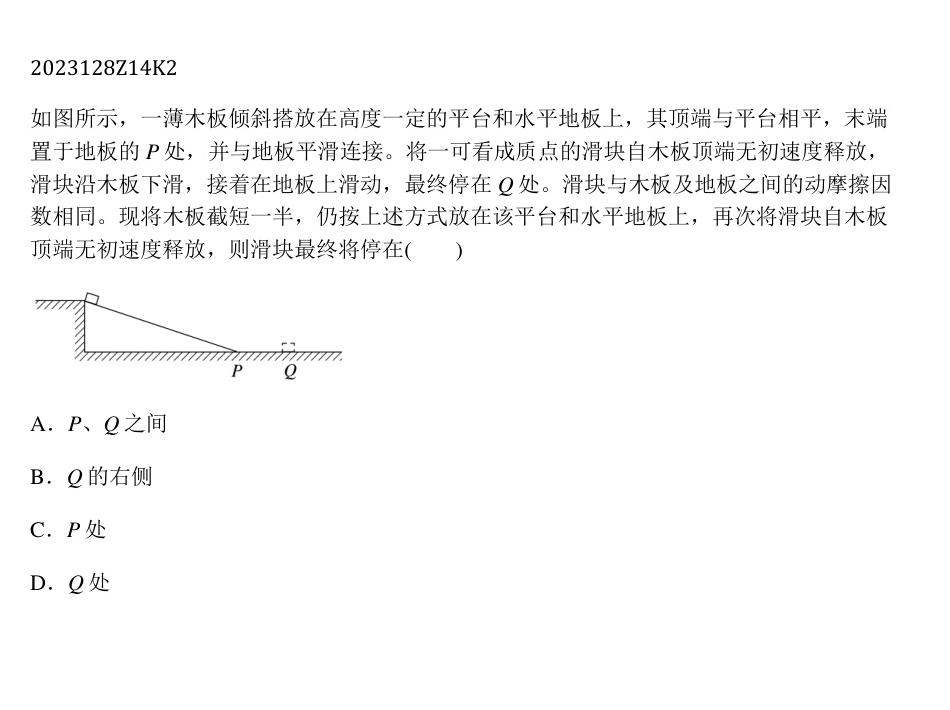 2023128Z14K2
如图所示，一薄木板倾斜搭放在高度一定的平台和水平地板上，其顶端与平台相平，末端
置于地板的 P 处，并与地板平滑连接。将一可看成质点的滑块自木板顶端无初速度释放，
滑块沿木板下滑，接着在地板上滑动，最终停在 Q 处。滑块与木板及地板之间的动摩擦因
数相同。现将木板截短一半，仍按上述方式放在该平台和水平地板上，再次将滑块自木板
顶端无初速度释放，则滑块最终将停在(　　)
P Q
A．P、Q 之间
B．Q 的右侧
C．P 处
D．Q 处